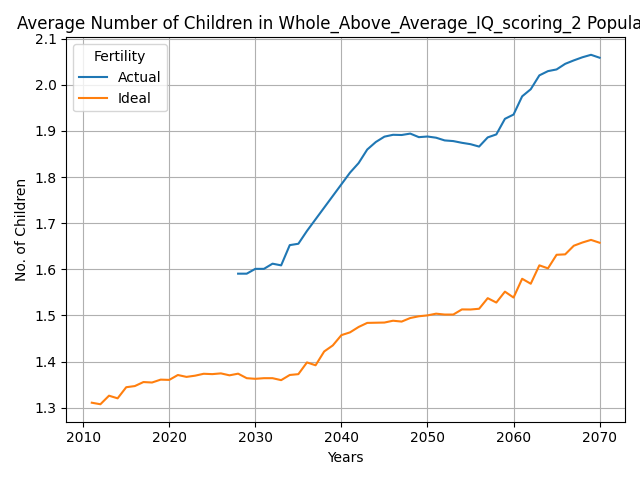 Average Number of Children in Whole_Above_Average_IQ_scoring_2 Popula
Fertility
Actual
Ideal
No. of Children
2.1
2.0
1.9
1.8
1.7
1.6
1.5
1.4
1.3
2010 2020 2030 2040 2050 2060 2070
Years